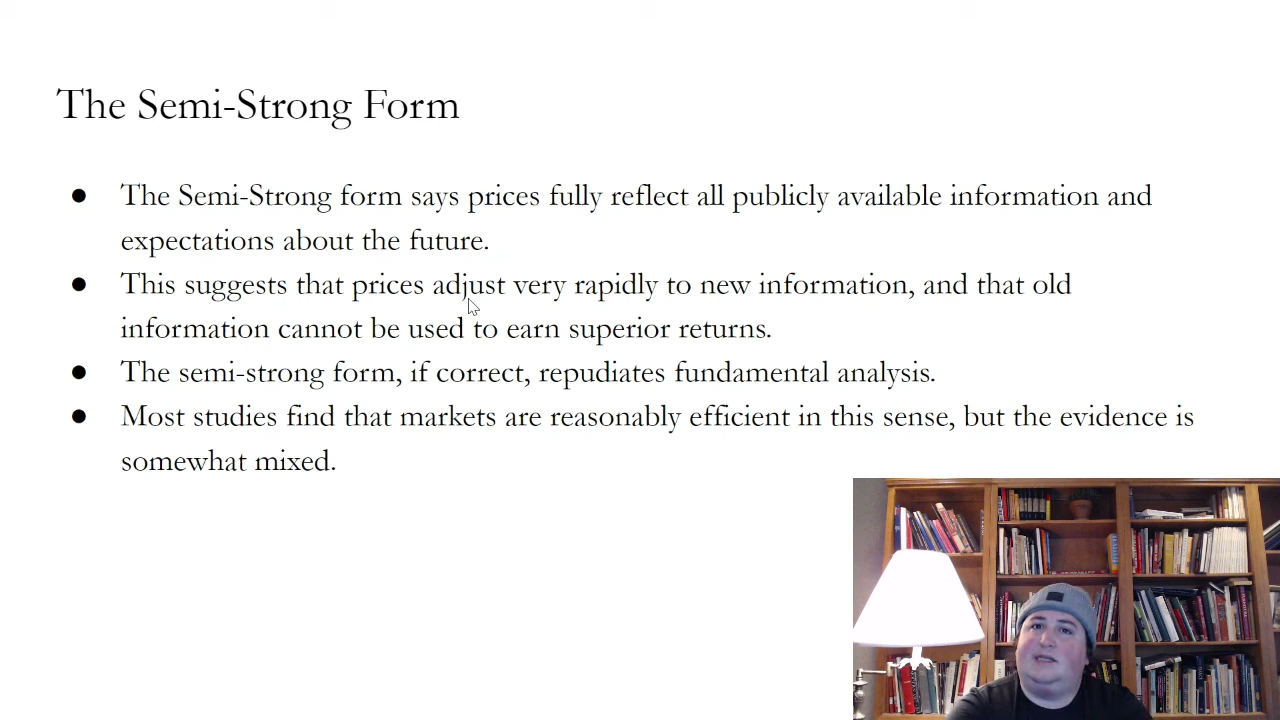 The Semi-Strong Form
● The Semi-Strong form says prices fully reflect all publicly available information and
expectations about the future.
● This suggests that prices adjust very rapidly to new information, and that old
information cannot be used to earn superior returns.
● The semi-strong form, if correct, repudiates fundamental analysis.
● Most studies find that markets are reasonably efficient in this sense, but the evidence is
somewhat mixed.